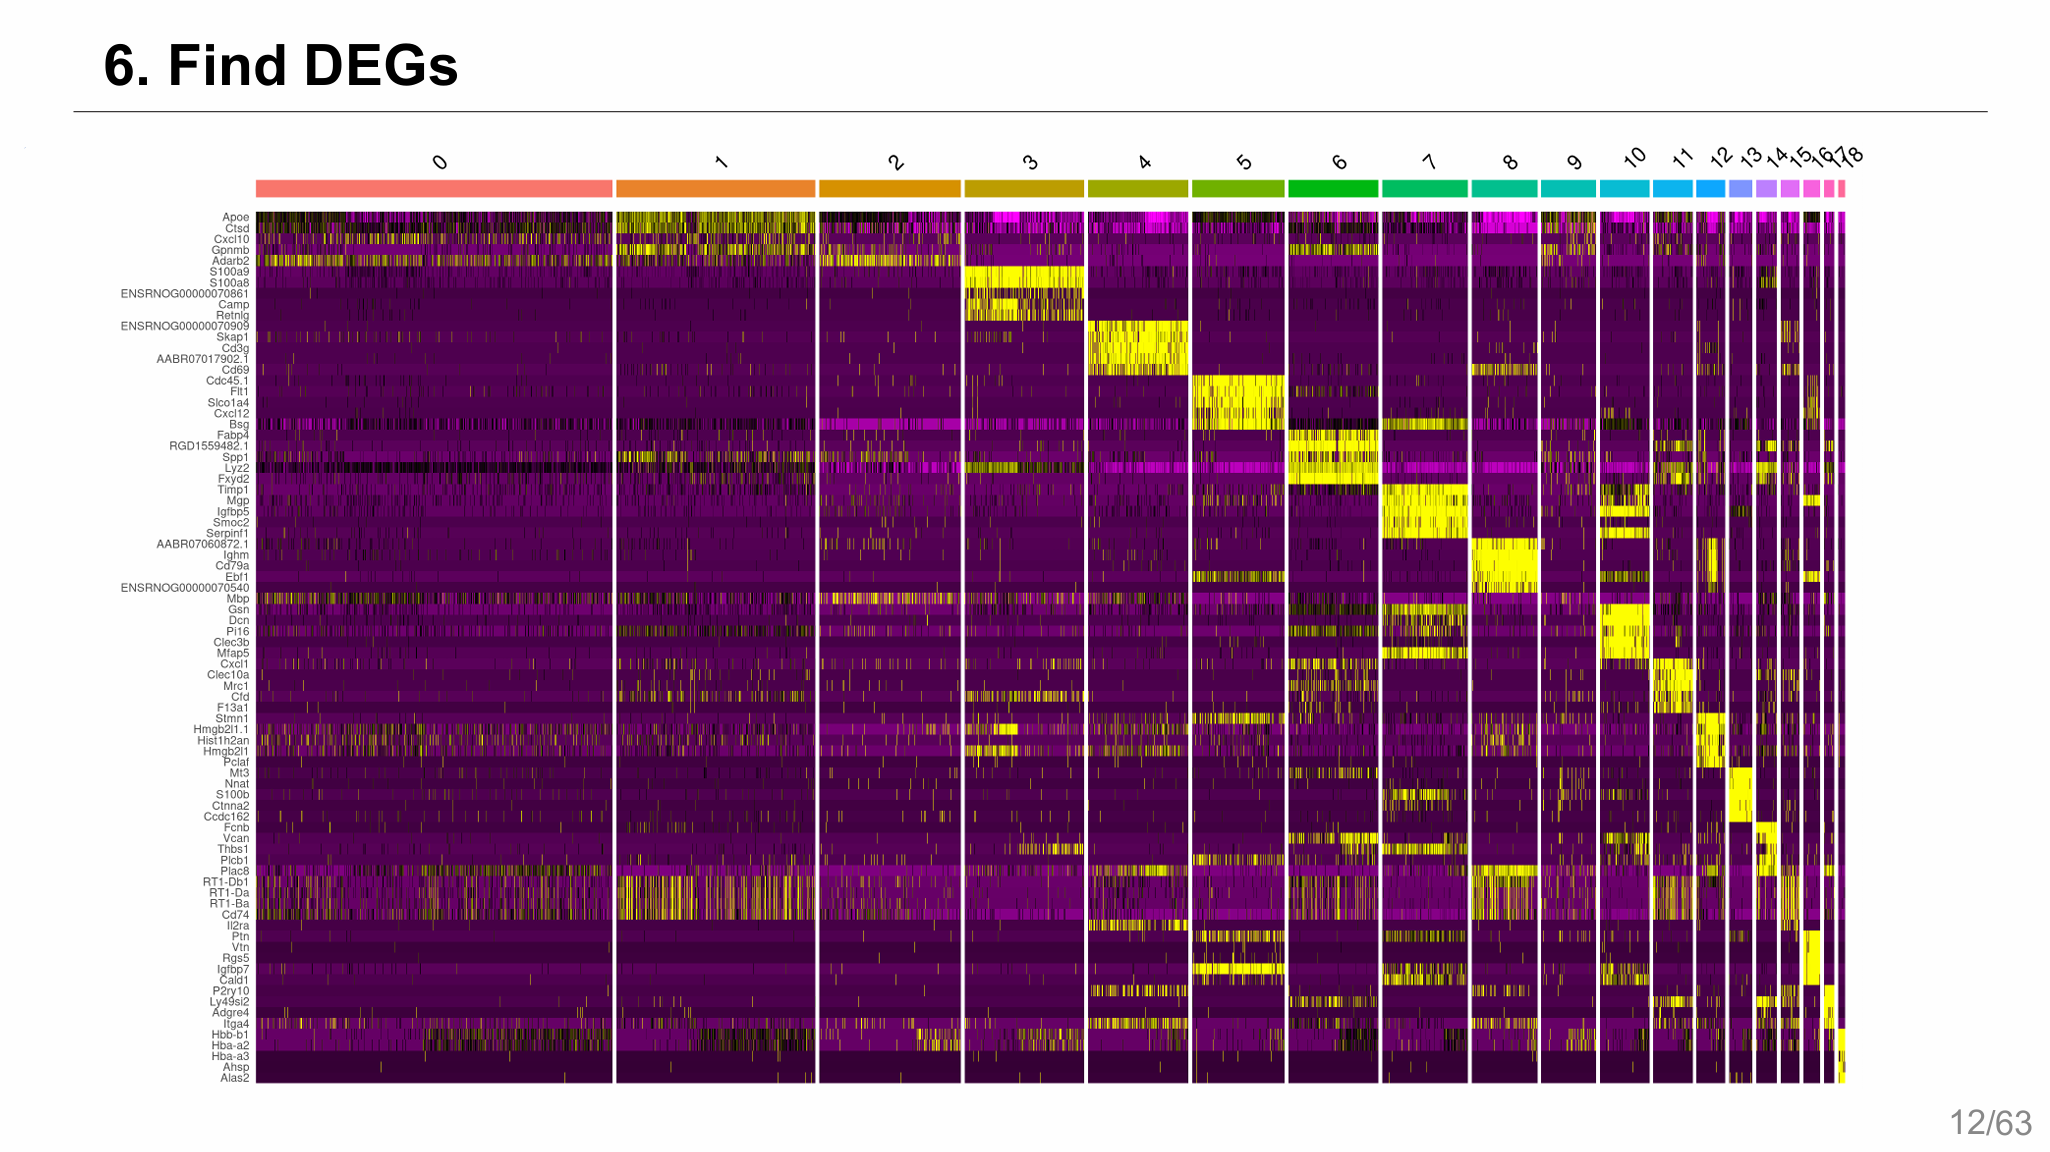 6. Find DEGs
0 1 2 3 4 5 6 7 8 9 10 11 12 13 14 15 16 17 18
Apoe
Ctsd
Cxcl10
Gpnmb
Adarb2
S100a9
S100a8
ENSRNOG00000070861
Camp
Retnlg
ENSRNOG00000070909
Skap1
Cd3g
AABR07017902.1
Cd69
Cdc45.1
Flt1
Slco1a4
Cxcl12
Bsg
Fabp4
RGD1559482.1
Spp1
Lyz2
Fxyd2
Timp1
Mgp
Igfbp5
Smoc2
Serpinf1
AABR07060872.1
Ighm
Cd79a
Ebf1
ENSRNOG00000070540
Mbp
Gsn
Dcn
Pi16
Clec3b
Mfap5
Cxcl1
Clec10a
Mrc1
Cfd
F13a1
Stmn1
Hmgb2l1.1
Hist1h2an
Hmgb2l1
Pclaf
Mt3
Nnat
S100b
Ctnna2
Ccdc162
Fcnb
Vcan
Thbs1
Plcb1
Plac8
RT1-Db1
RT1-Da
RT1-Ba
Cd74
Il2ra
Ptn
Vtn
Rgs5
Igfbp7
Cald1
P2ry10
Ly49si2
Adgre4
Itga4
Hbb-b1
Hba-a2
Hba-a3
Ahsp
Alas2
12/63